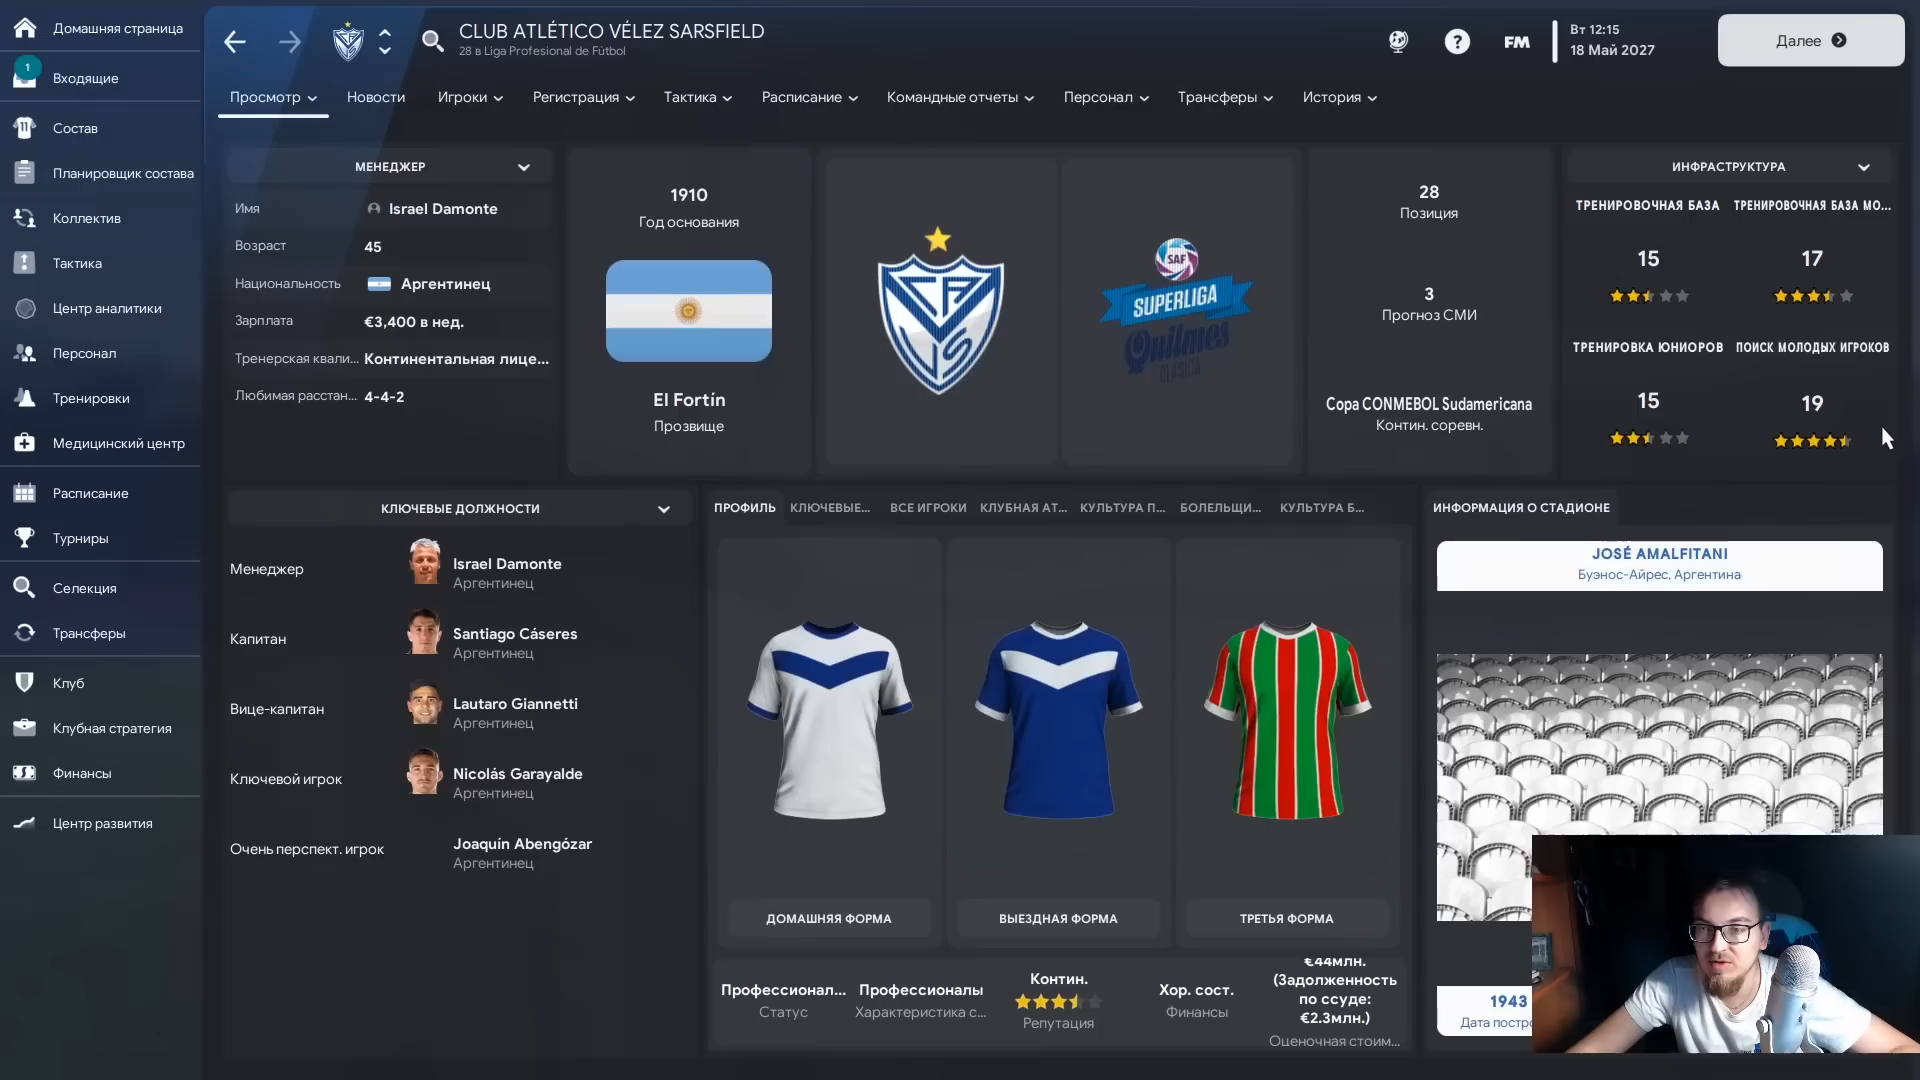 Домашняя страница
1
Входящие
11
Состав
Планировщик состава
Коллектив
Тактика
Центр аналитики
Персонал
Тренировки
Медицинский центр
Расписание
Турниры
Селекция
Трансферы
Клуб
Клубная стратегия
Финансы
Центр развития
CLUB ATLÉTICO VÉLEZ SARSFIELD
28 в Liga Profesional de Fútbol
?
FM
Вт 12:15
18 Май 2027
Далее
Просмотр
Новости
Игроки
Регистрация
Тактика
Расписание
Командные отчеты
Персонал
Трансферы
История
МЕНЕДЖЕР
Имя Israel Damonte
Возраст 45
Национальность Аргентинец
Зарплата €3,400 в нед.
Тренерская квали... Континентальная лице...
Любимая расстан... 4-4-2
1910
Год основания
El Fortín
Прозвище
SAF
SUPERLIGA
Quilmes
CLÁSICA
28
Позиция
3
Прогноз СМИ
Copa CONMEBOL Sudamericana
Контин. соревн.
ИНФРАСТРУКТУРА
ТРЕНИРОВОЧНАЯ БАЗА
15
ТРЕНИРОВОЧНАЯ БАЗА МО...
17
ТРЕНИРОВКА ЮНИОРОВ
15
ПОИСК МОЛОДЫХ ИГРОКОВ
19
КЛЮЧЕВЫЕ ДОЛЖНОСТИ
Менеджер
Israel Damonte
Аргентинец
Капитан
Santiago Cáseres
Аргентинец
Вице-капитан
Lautaro Giannetti
Аргентинец
Ключевой игрок
Nicolás Garayalde
Аргентинец
Очень перспект. игрок
Joaquín Abengózar
Аргентинец
ПРОФИЛЬ
КЛЮЧЕВЫЕ...
ВСЕ ИГРОКИ
КЛУБНАЯ АТ...
КУЛЬТУРА П...
БОЛЕЛЬЩИ...
КУЛЬТУРА Б...
ДОМАШНЯЯ ФОРМА
ВЫЕЗДНАЯ ФОРМА
ТРЕТЬЯ ФОРМА
Профессионал...
Статус
Профессионалы
Характеристика с...
Контин.
Репутация
Хор. сост.
Финансы
€44млн.
(Задолженность
по ссуде:
€2.3млн.)
Оценочная стоим...
ИНФОРМАЦИЯ О СТАДИОНЕ
JOSÉ AMALFITANI
Буэнос-Айрес, Аргентина
1943
Дата постро